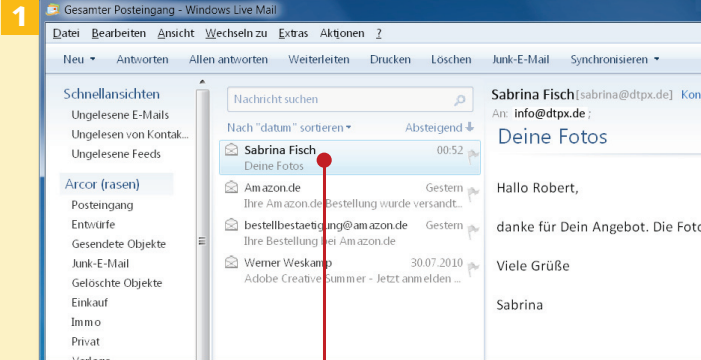 1
Gesamter Posteingang - Windows Live Mail
Datei Bearbeiten Ansicht Wechseln zu Extras Aktionen ?
Neu Antworten Allen antworten Weiterleiten Drucken Löschen Junk-E-Mail Synchronisieren
Schnellansichten
Ungelesene E-Mails
Ungelesen von Kontak...
Ungelesene Feeds
Arcor (rasen)
Posteingang
Entwürfe
Gesendete Objekte
Junk-E-Mail
Gelöschte Objekte
Einkauf
Immo
Privat
Nachricht suchen
Nach "datum" sortieren Absteigend
Sabrina Fisch 00:52
Deine Fotos
Amazon.de Gestern
Ihre Amazon.de Bestellung wurde versandt...
bestellbestaetigung@amazon.de Gestern
Ihre Bestellung bei Amazon.de
Werner Weskamp 30.07.2010
Adobe Creative Summer - Jetzt anmelden ...
Sabrina Fisch [sabrina@dtpx.de] Kon
An: info@dtpx.de ;
Deine Fotos
Hallo Robert,
danke für Dein Angebot. Die Foto
Viele Grüße
Sabrina